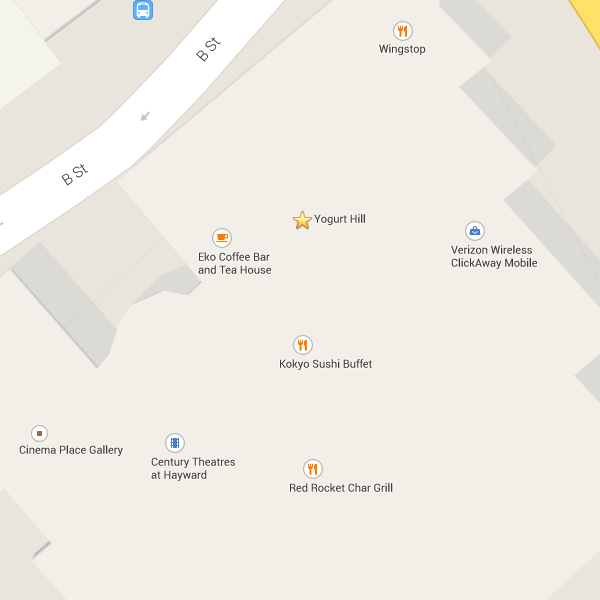 Wingstop
B St
B St
Yogurt Hill
Eko Coffee Bar
and Tea House
Verizon Wireless
ClickAway Mobile
Kokyo Sushi Buffet
Cinema Place Gallery
Century Theatres
at Hayward
Red Rocket Char Grill